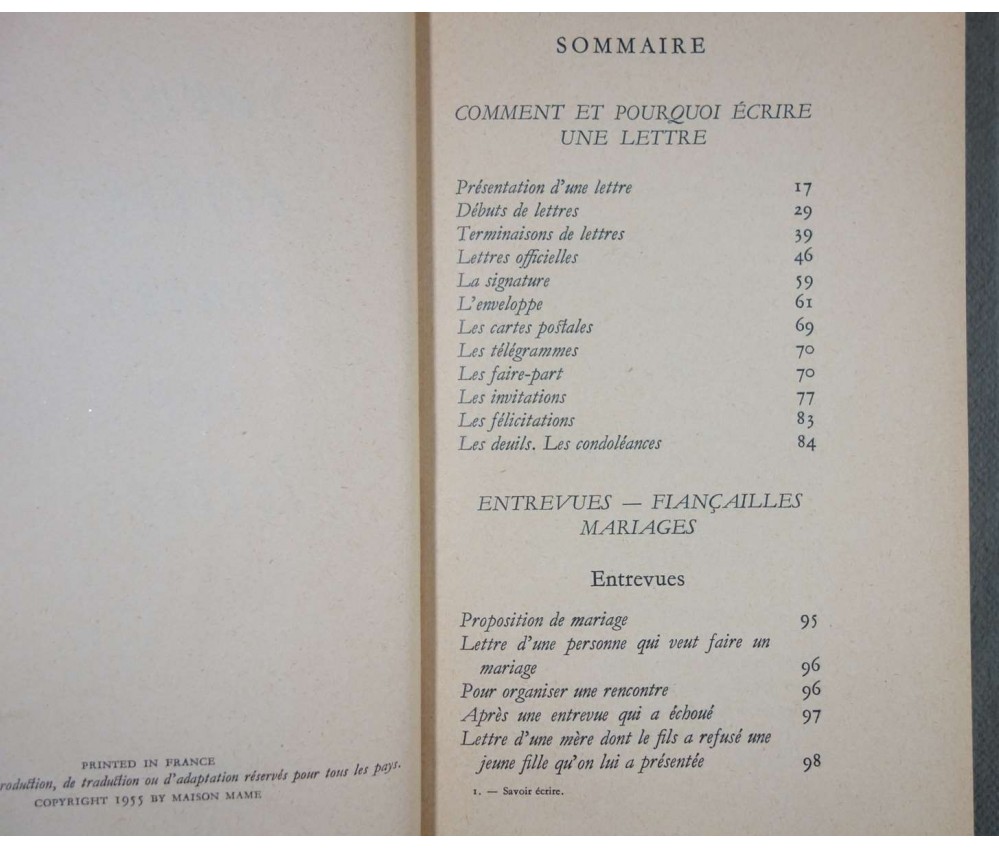 PRINTED IN FRANCE
de traduction ou d'adaptation réservés pour tous les pays.
COPYRIGHT 1955 BY MAISON MAME
SOMMAIRE
COMMENT ET POURQUOI ÉCRIRE
UNE LETTRE
Présentation d'une lettre 17
Débuts de lettres 29
Terminaisons de lettres 39
Lettres officielles 46
La signature 59
L'enveloppe 61
Les cartes postales 69
Les télégrammes 70
Les faire-part 70
Les invitations 77
Les félicitations 83
Les deuils. Les condoléances 84
ENTREVUES — FIANÇAILLES
MARIAGES
Entrevues
Proposition de mariage 95
Lettre d'une personne qui veut faire un
mariage 96
Pour organiser une rencontre 96
Après une entrevue qui a échoué 97
Lettre d'une mère dont le fils a refusé une
jeune fille qu'on lui a présentée 98
1. — Savoir écrire.